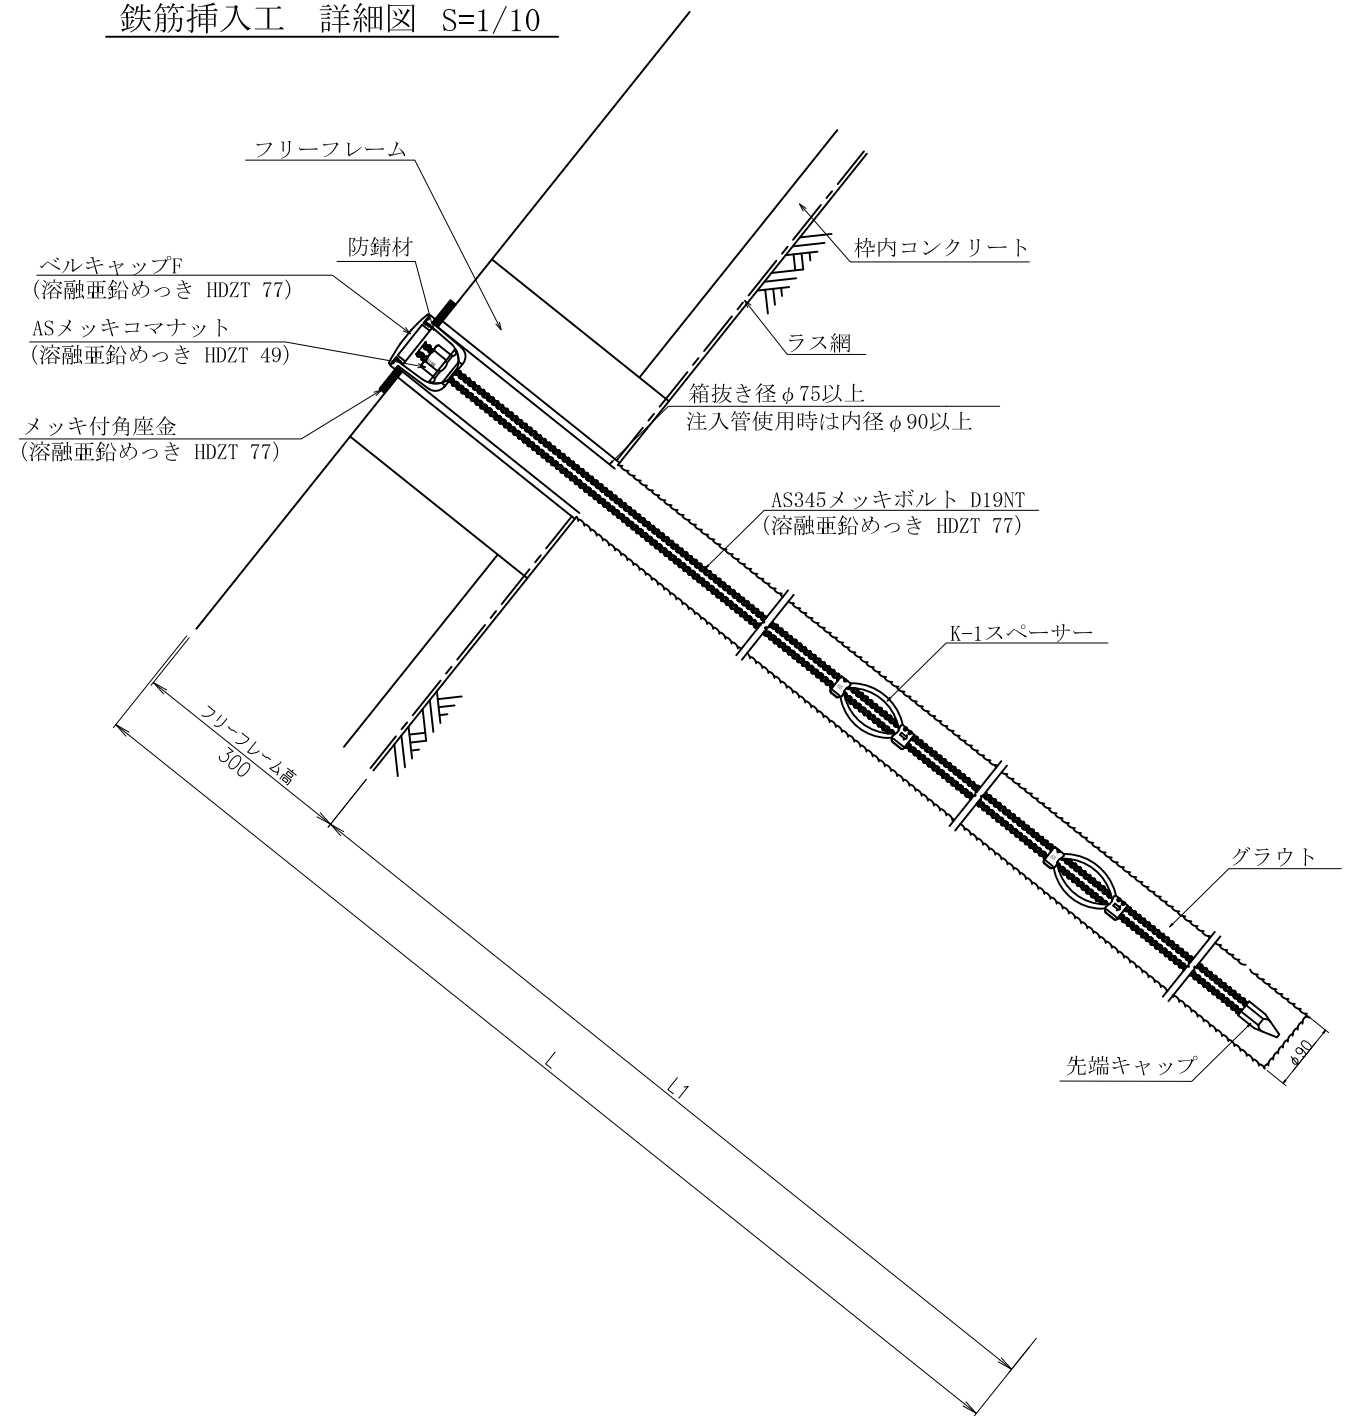 鉄筋挿入工 詳細図 S=1/10
フリーフレーム
防錆材
枠内コンクリート
ベルキャップF
(溶融亜鉛めっき HDZT 77)
ASメッキコマナット
(溶融亜鉛めっき HDZT 49)
ラス網
箱抜き径φ75以上
注入管使用時は内径φ90以上
メッキ付角座金
(溶融亜鉛めっき HDZT 77)
AS345メッキボルト D19NT
(溶融亜鉛めっき HDZT 77)
K-1スペーサー
フリーフレーム高
300
グラウト
φ90
先端キャップ
L
L1